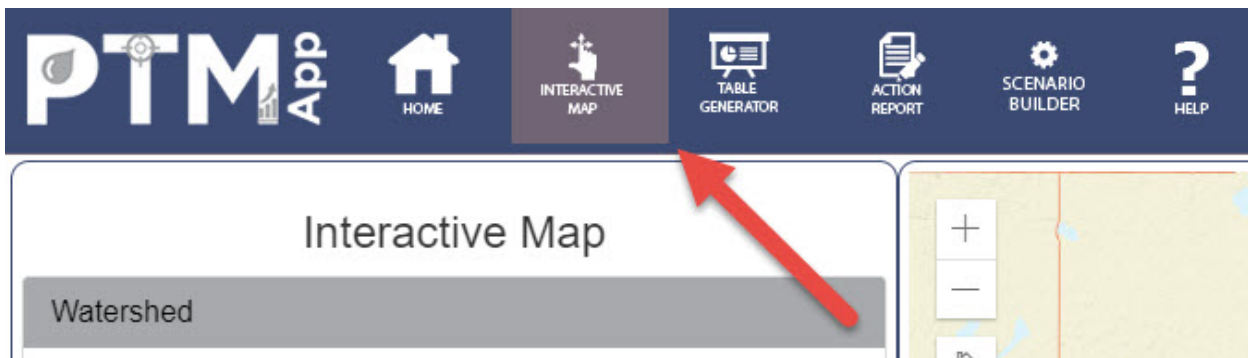 PTM App
HOME
INTERACTIVE
MAP
TABLE
GENERATOR
ACTION
REPORT
SCENARIO
BUILDER
?
HELP
Interactive Map
+
Watershed
−